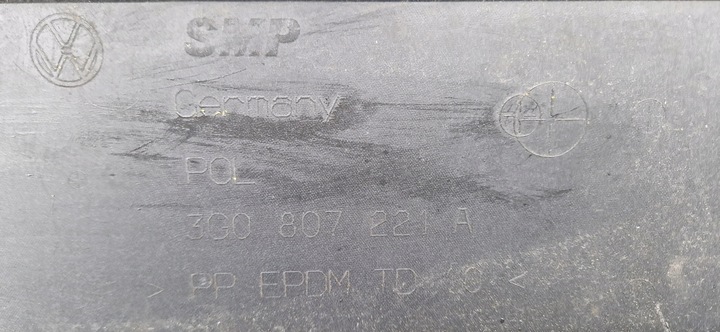 SMP
Germany
POL
3G0 807 221 A
> PP EPDM TD <